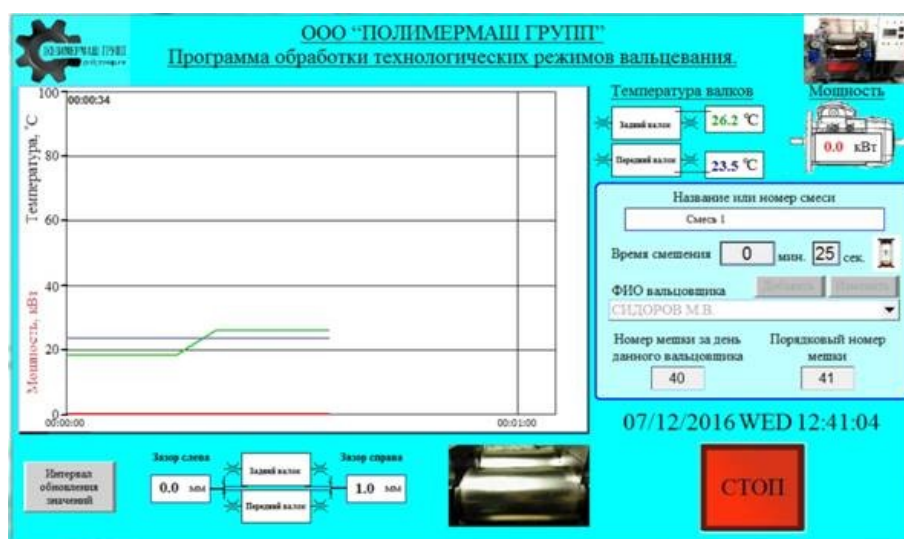 ООО “ПОЛИМЕРМАШ ГРУПП”
Программа обработки технологических режимов вальцевания.
ПОЛИМЕРМАШ ГРУПП
Температура валков
Мощность
Задний валок
26.2 °C
Передний валок
23.5 °C
0.0 кВт
00:00:34
Температура, °C
Мощность, кВт
100
80
60
40
20
0
00:00:00
00:01:00
Название или номер смеси
Смесь 1
Время смешения 0 мин. 25 сек.
ФИО вальцовщика
Добавить
Изменить
СИДОРОВ М.В.
Номер мешки за день
данного вальцовщика
40
Порядковый номер
мешки
41
07/12/2016 WED 12:41:04
Интервал
обновления
значений
Зазор слева
0.0 мм
Задний валок
Передний валок
Зазор справа
1.0 мм
СТОП